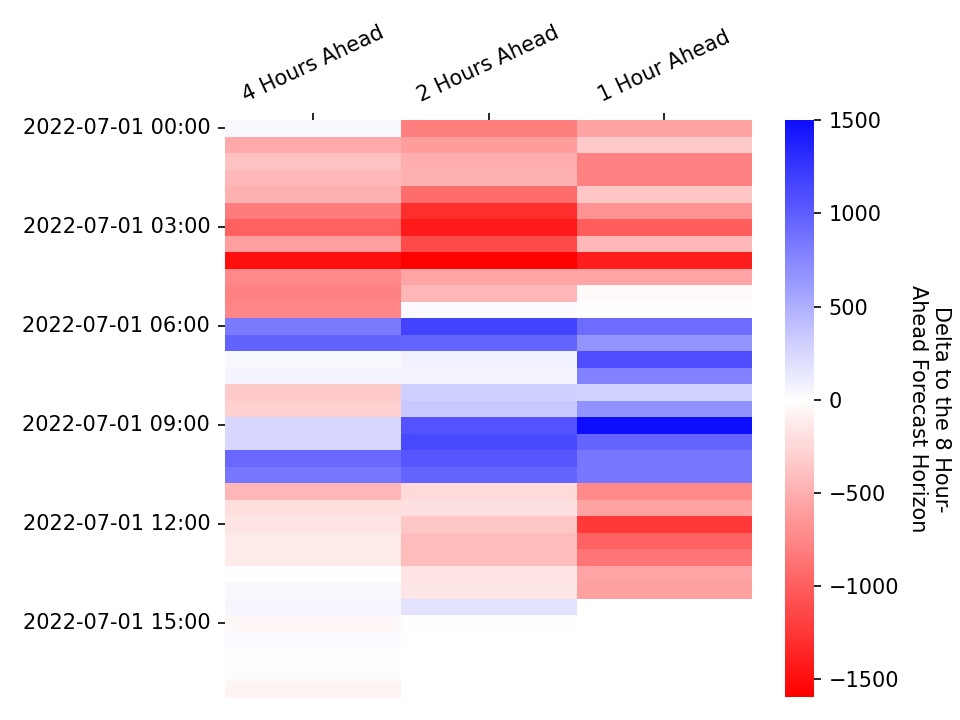 4 Hours Ahead
2 Hours Ahead
1 Hour Ahead
2022-07-01 00:00
2022-07-01 03:00
2022-07-01 06:00
2022-07-01 09:00
2022-07-01 12:00
2022-07-01 15:00
1500
1000
500
0
−500
−1000
−1500
Delta to the 8 Hour-
Ahead Forecast Horizon